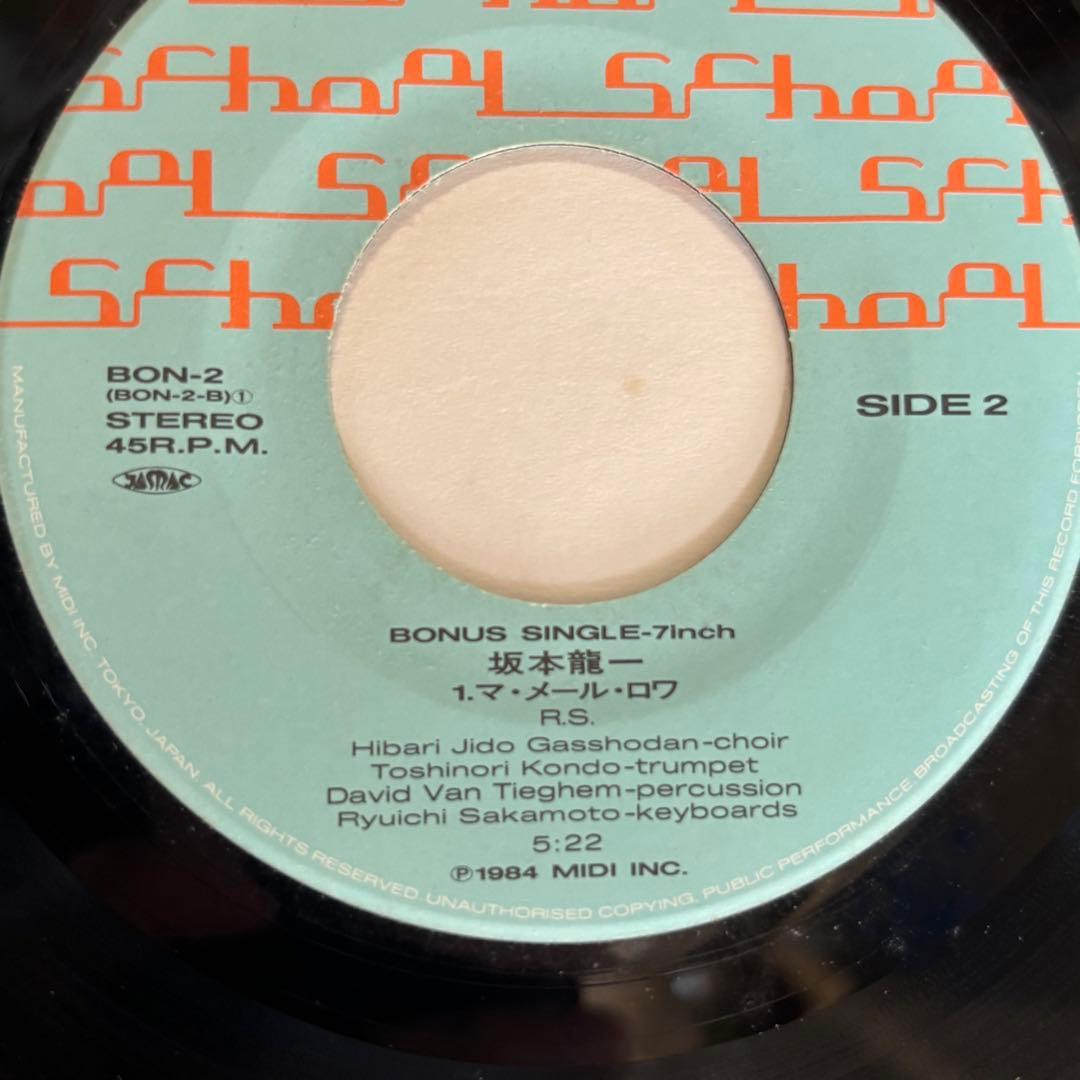 School School
School School Sch
School School
BON-2
(BON-2-B)①
STEREO
45R.P.M.
JASRAC
SIDE 2
BONUS SINGLE-7inch
坂本龍一
1.マ・メール・ロワ
R.S.
Hibari Jido Gasshodan-choir
Toshinori Kondo-trumpet
David Van Tieghem-percussion
Ryuichi Sakamoto-keyboards
5:22
Ⓟ1984 MIDI INC.
MANUFACTURED BY MIDI INC. TOKYO, JAPAN. ALL RIGHTS RESERVED. UNAUTHORISED COPYING, PUBLIC PERFORMANCE, BROADCASTING OF THIS RECORD